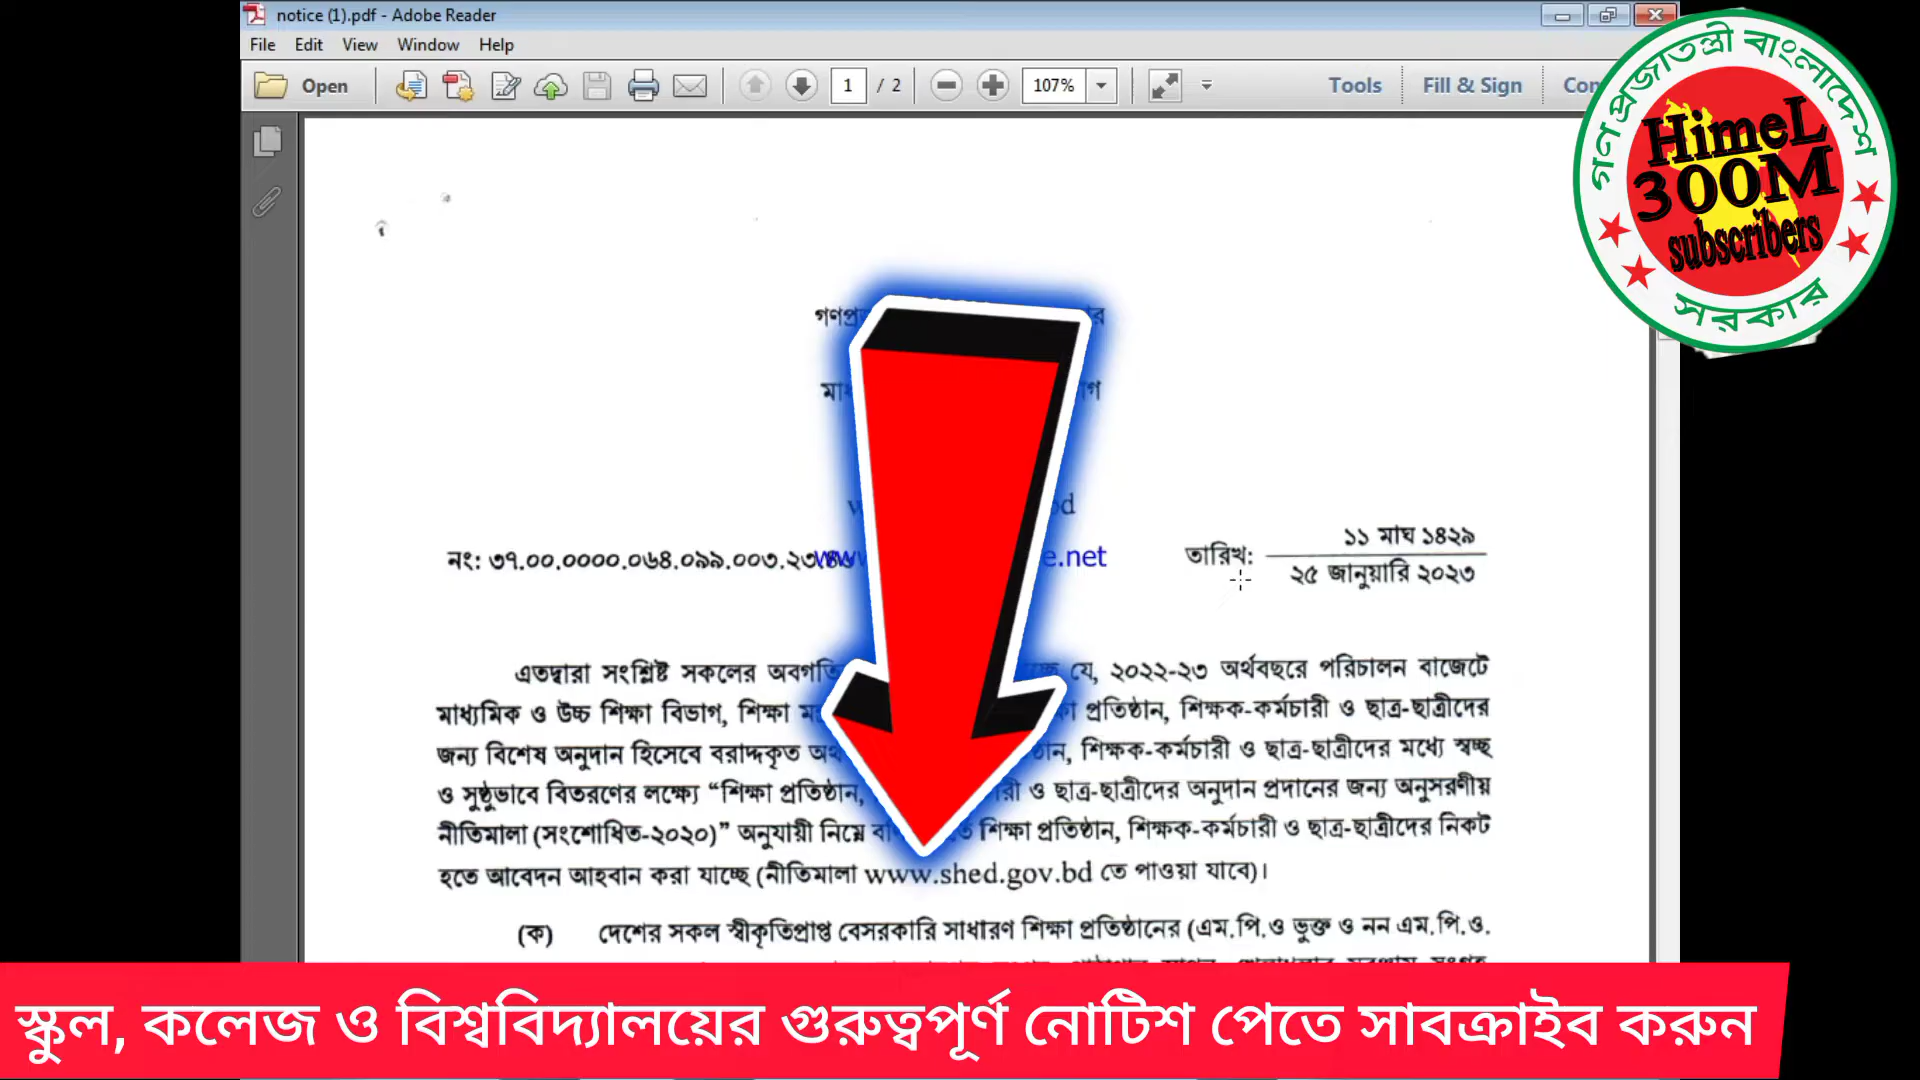 notice (1).pdf - Adobe Reader
File Edit View Window Help
Open 1 / 2 107% Tools Fill & Sign
গণপ্রজাতন্ত্রী বাংলাদেশ
HimeL
300M
subscribers
সরকার
bd
১১ মাঘ ১৪২৯
নং: ৩৭.০০.০০০০.০৬৪.০৯৯.০০৩.২৩ e.net তারিখ:
২৫ জানুয়ারি ২০২৩
এতদ্বারা সংশ্লিষ্ট সকলের যে, ২০২২-২৩ অর্থবছরে পরিচালন বাজেটে
মাধ্যমিক ও উচ্চ শিক্ষা বিভাগ, শিক্ষা প্রতিষ্ঠান, শিক্ষক-কর্মচারী ও ছাত্র-ছাত্রীদের
জন্য বিশেষ অনুদান হিসেবে বরাদ্দকৃত শিক্ষক-কর্মচারী ও ছাত্র-ছাত্রীদের মধ্যে স্বচ্ছ
ও সুষ্ঠুভাবে বিতরণের লক্ষ্যে “শিক্ষা প্রতিষ্ঠান, ও ছাত্র-ছাত্রীদের অনুদান প্রদানের জন্য অনুসরণীয়
নীতিমালা (সংশোধিত-২০২০)” অনুযায়ী নিম্নে শিক্ষা প্রতিষ্ঠান, শিক্ষক-কর্মচারী ও ছাত্র-ছাত্রীদের নিকট
হতে আবেদন আহবান করা যাচ্ছে (নীতিমালা www.shed.gov.bd তে পাওয়া যাবে)।
(ক) দেশের সকল স্বীকৃতিপ্রাপ্ত বেসরকারি সাধারণ শিক্ষা প্রতিষ্ঠানের (এম.পি.ও ভুক্ত ও নন এম.পি.ও.
স্কুল, কলেজ ও বিশ্ববিদ্যালয়ের গুরুত্বপূর্ণ নোটিশ পেতে সাবক্রাইব করুন